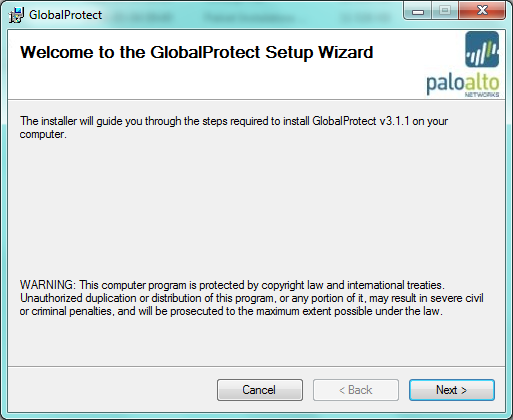 GlobalProtect
Welcome to the GlobalProtect Setup Wizard
paloalto
NETWORKS
The installer will guide you through the steps required to install GlobalProtect v3.1.1 on your
computer.
WARNING: This computer program is protected by copyright law and international treaties.
Unauthorized duplication or distribution of this program, or any portion of it, may result in severe civil
or criminal penalties, and will be prosecuted to the maximum extent possible under the law.
Cancel
< Back
Next >